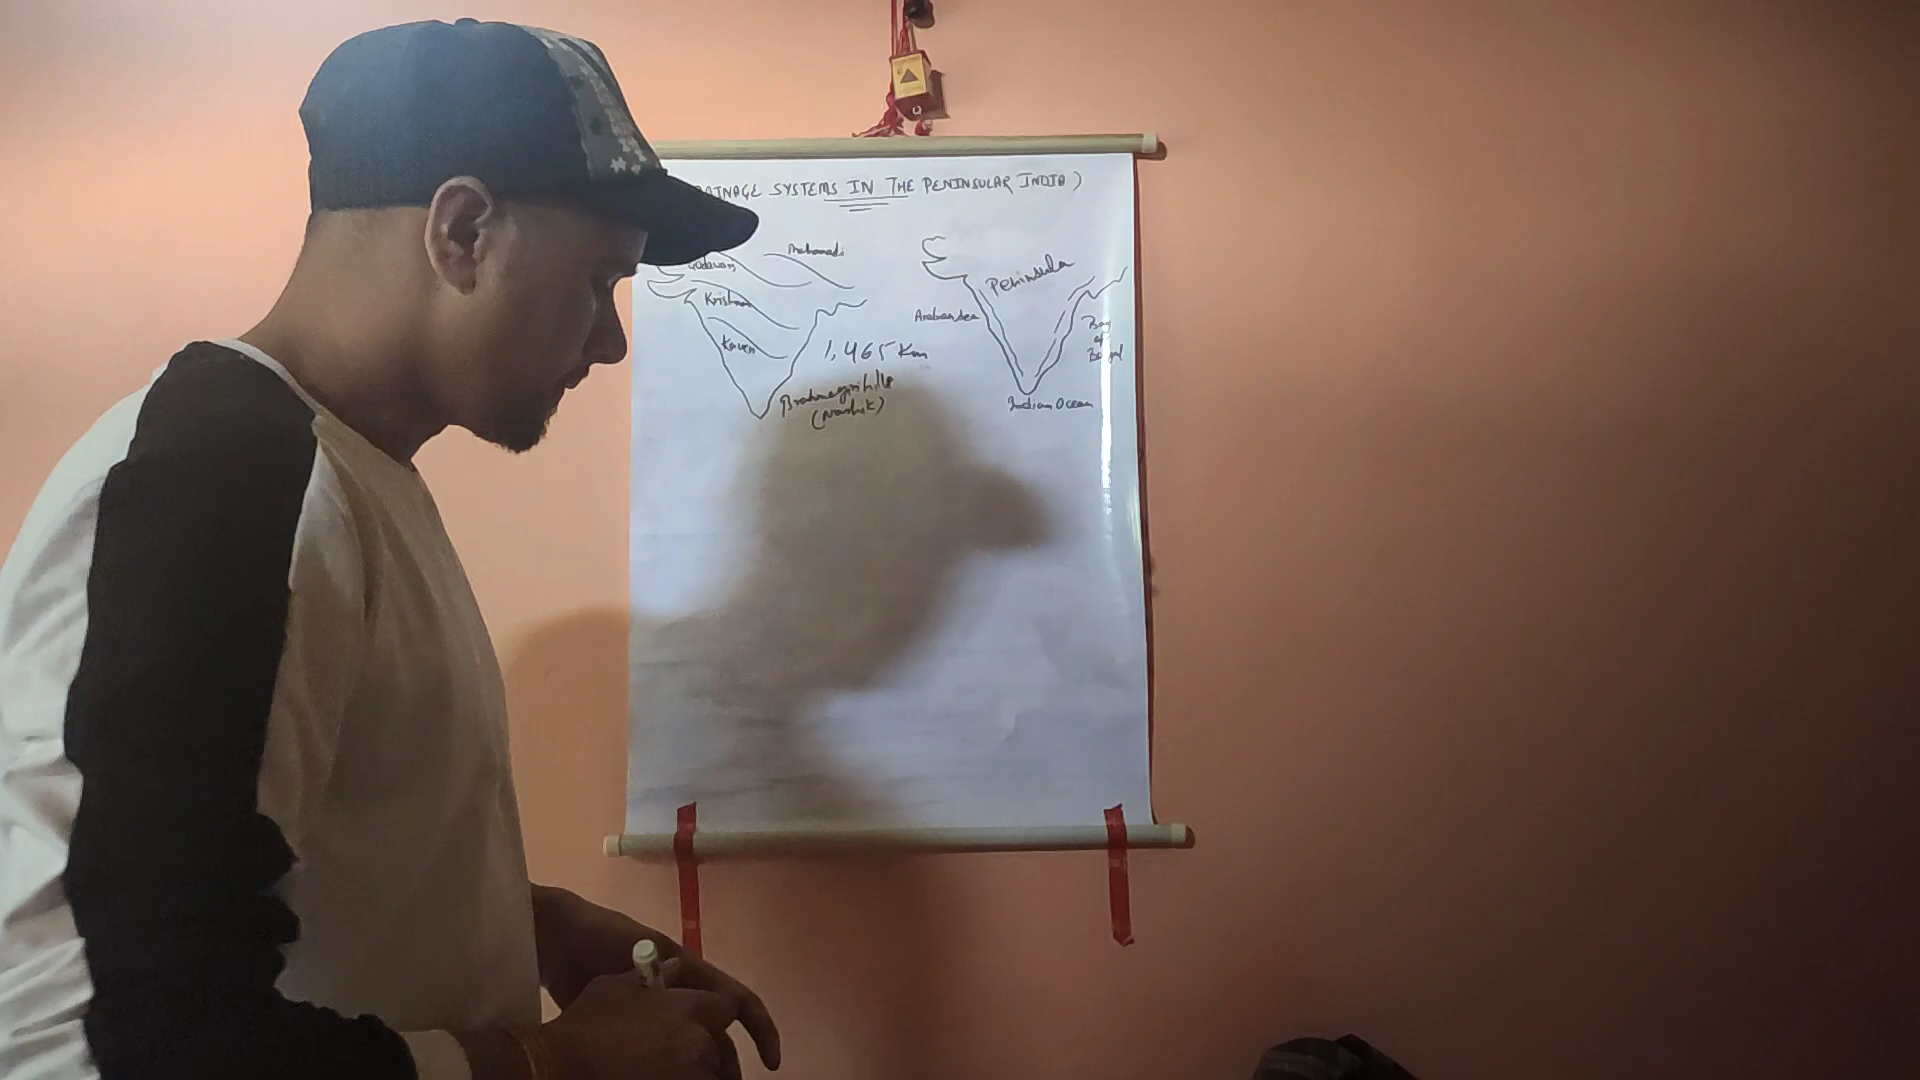 AINAGE SYSTEMS IN THE PENINSULAR INDIA)
Mahanadi
Godavari
Krishna
Kaveri
1,465 Km
Brahmagiri hills
(Nashik)
Peninsula
Arabian Sea
Bay
of
Bengal
Indian Ocean